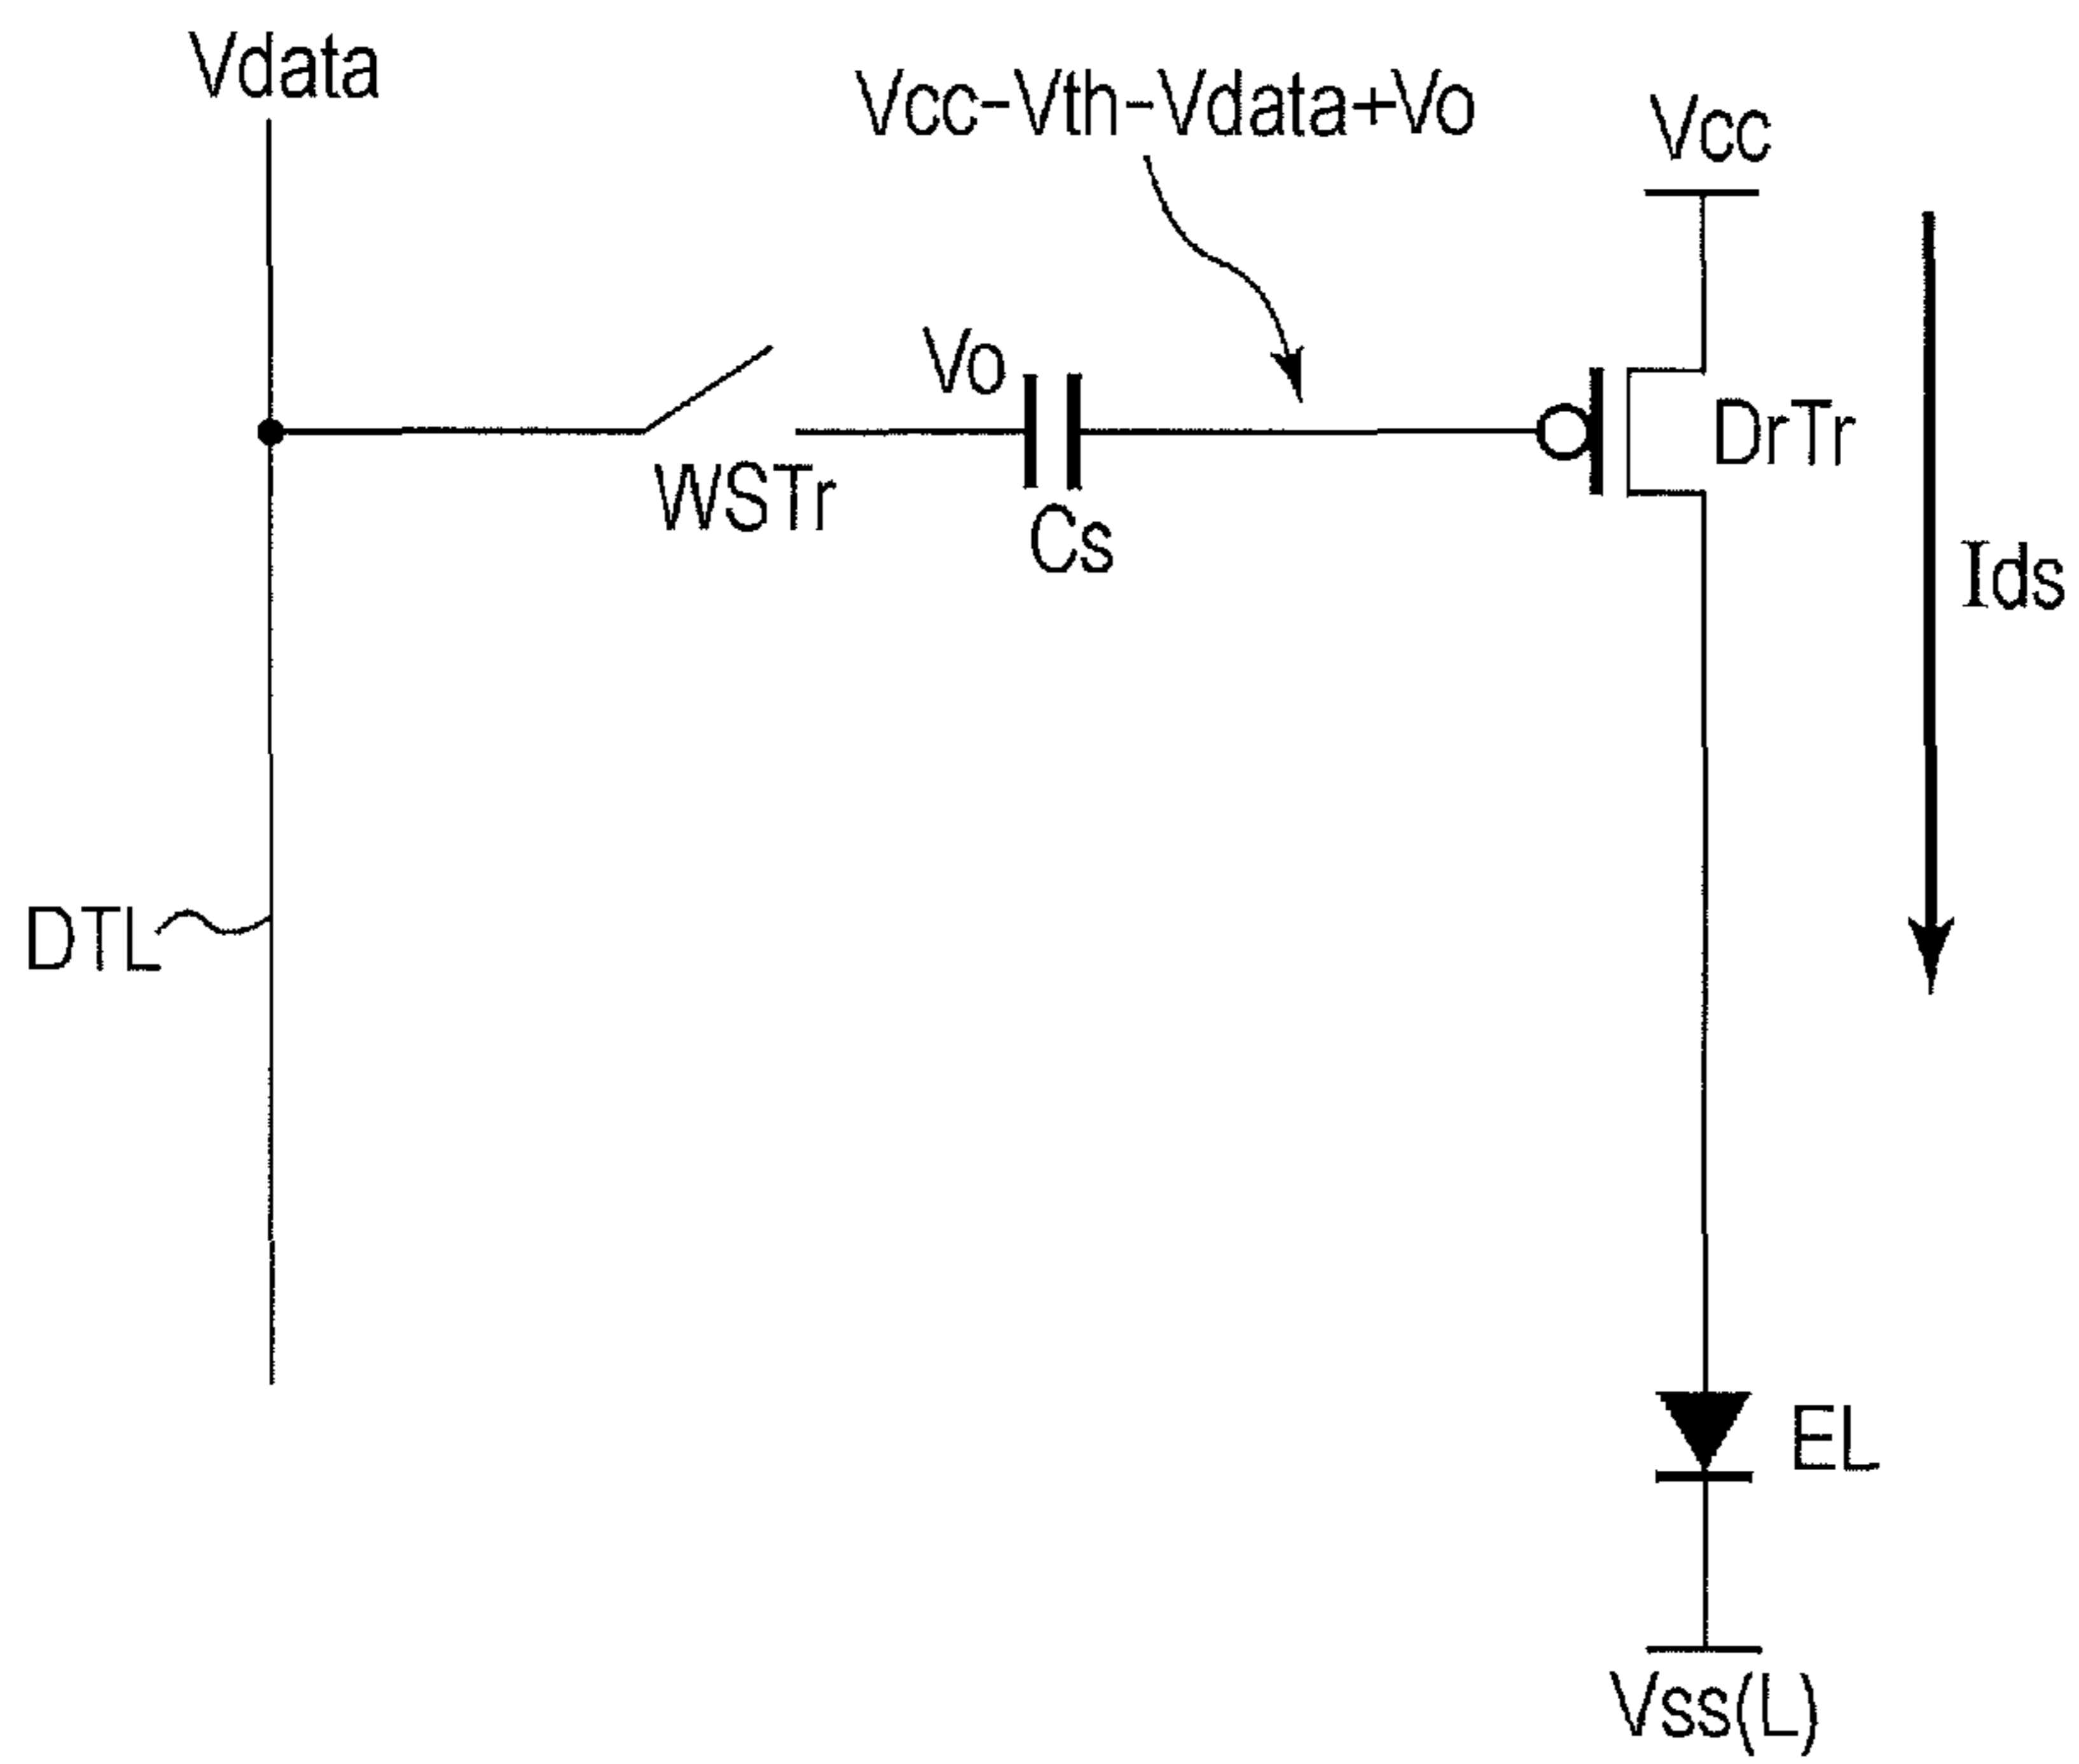 Vdata
Vcc-Vth-Vdata+Vo
Vcc
Vo
DrTr
WSTr
Cs
Ids
DTL
EL
Vss(L)